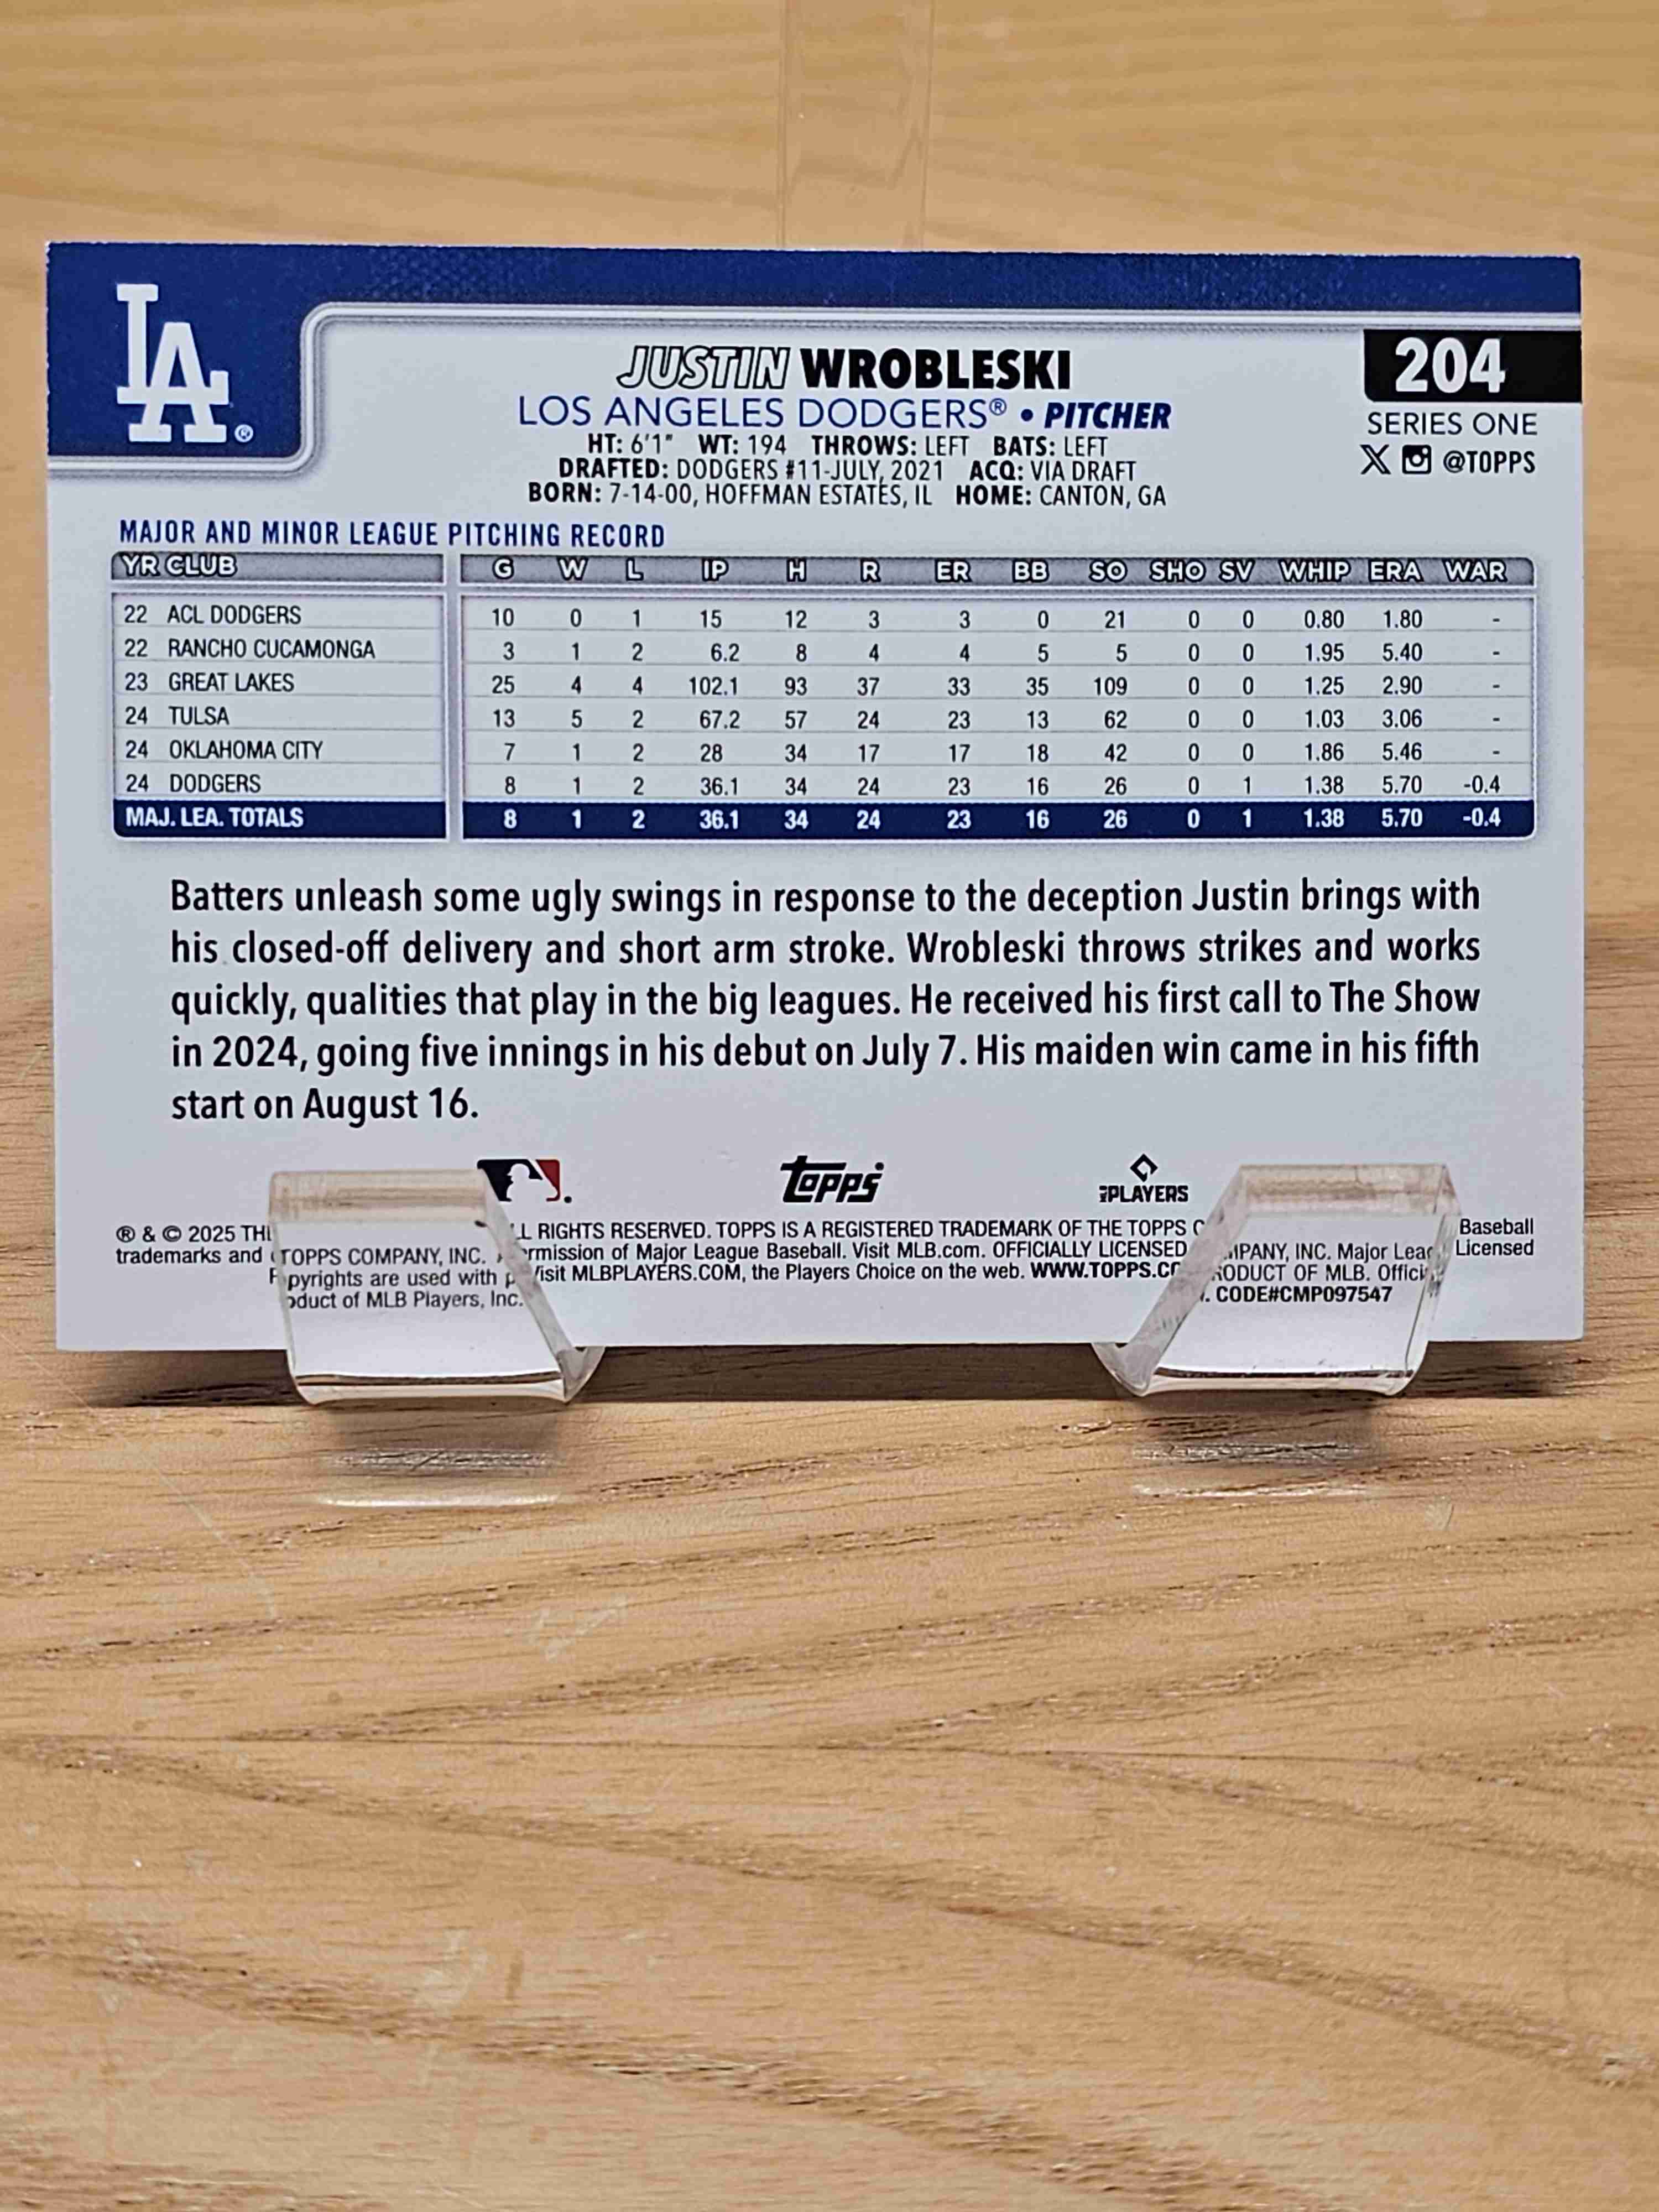 LA®
JUSTIN WROBLESKI
204
LOS ANGELES DODGERS® • PITCHER
SERIES ONE
HT: 6'1" WT: 194 THROWS: LEFT BATS: LEFT
X @TOPPS
DRAFTED: DODGERS #11-JULY, 2021 ACQ: VIA DRAFT
BORN: 7-14-00, HOFFMAN ESTATES, IL HOME: CANTON, GA
MAJOR AND MINOR LEAGUE PITCHING RECORD
YR CLUB G W L IP H R ER BB SO SHO SV WHIP ERA WAR
22 ACL DODGERS 10 0 1 15 12 3 3 0 21 0 0 0.80 1.80 -
22 RANCHO CUCAMONGA 3 1 2 6.2 8 4 4 5 5 0 0 1.95 5.40 -
23 GREAT LAKES 25 4 4 102.1 93 37 33 35 109 0 0 1.25 2.90 -
24 TULSA 13 5 2 67.2 57 24 23 13 62 0 0 1.03 3.06 -
24 OKLAHOMA CITY 7 1 2 28 34 17 17 18 42 0 0 1.86 5.46 -
24 DODGERS 8 1 2 36.1 34 24 23 16 26 0 1 1.38 5.70 -0.4
MAJ. LEA. TOTALS 8 1 2 36.1 34 24 23 16 26 0 1 1.38 5.70 -0.4
Batters unleash some ugly swings in response to the deception Justin brings with
his closed-off delivery and short arm stroke. Wrobleski throws strikes and works
quickly, qualities that play in the big leagues. He received his first call to The Show
in 2024, going five innings in his debut on July 7. His maiden win came in his fifth
start on August 16.
Topps
PLAYERS
® & © 2025 TOPPS COMPANY, INC. RIGHTS RESERVED. TOPPS IS A REGISTERED TRADEMARK OF THE TOPPS INC. Major Baseball
trademarks and are used with of Major League Baseball. Visit MLB.com. OFFICIALLY LICENSED PRODUCT OF MLB. Licensed
of MLB Players, Inc. MLBPLAYERS.COM, the Players Choice on the web. CODE#CMP097547